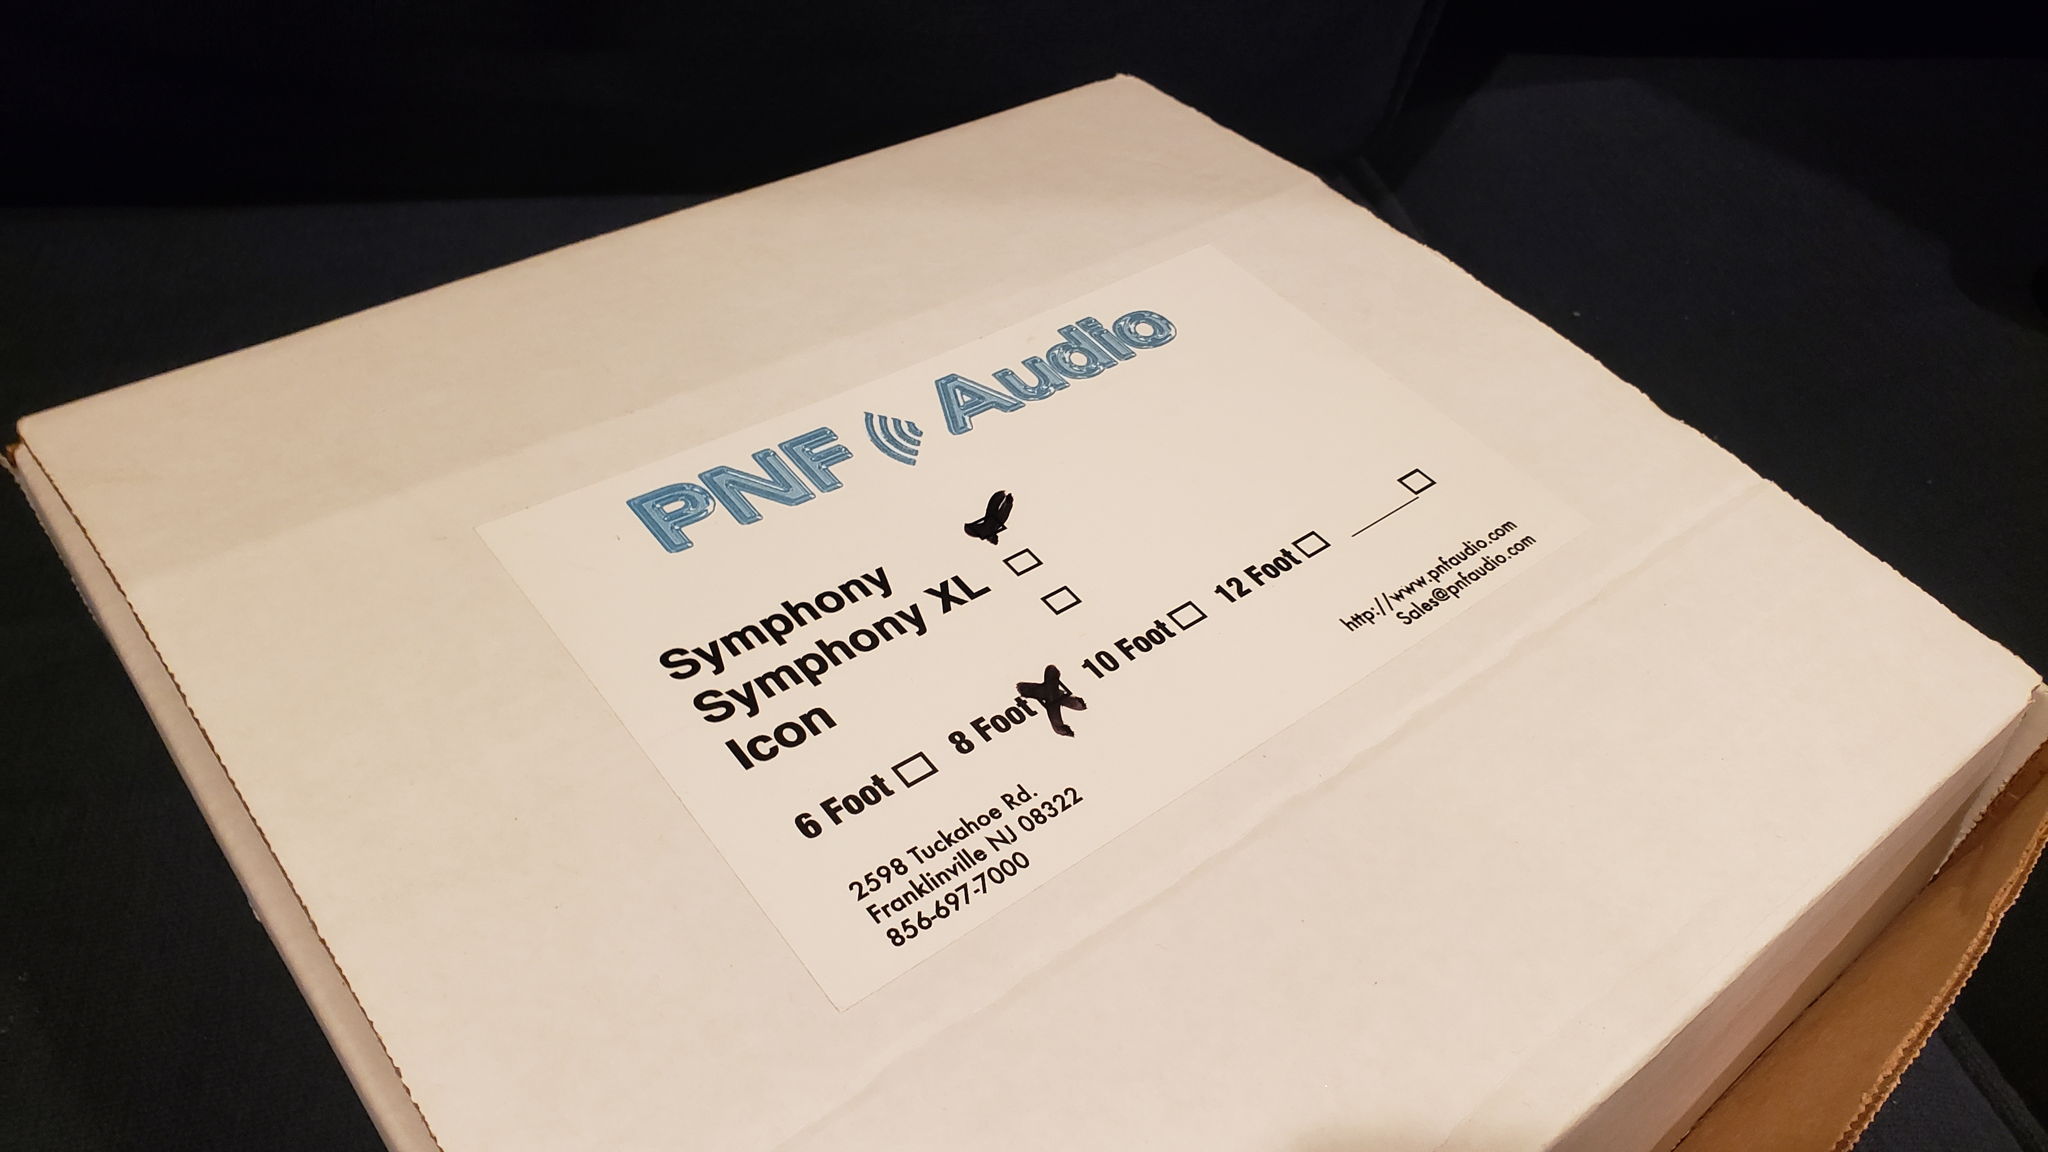 PNF Audio
Symphony
Symphony XL
Icon
6 Foot 8 Foot 10 Foot 12 Foot
2598 Tuckahoe Rd.
Franklinville NJ 08322
856-697-7000
http://www.pnfaudio.com
Sales@pnfaudio.com